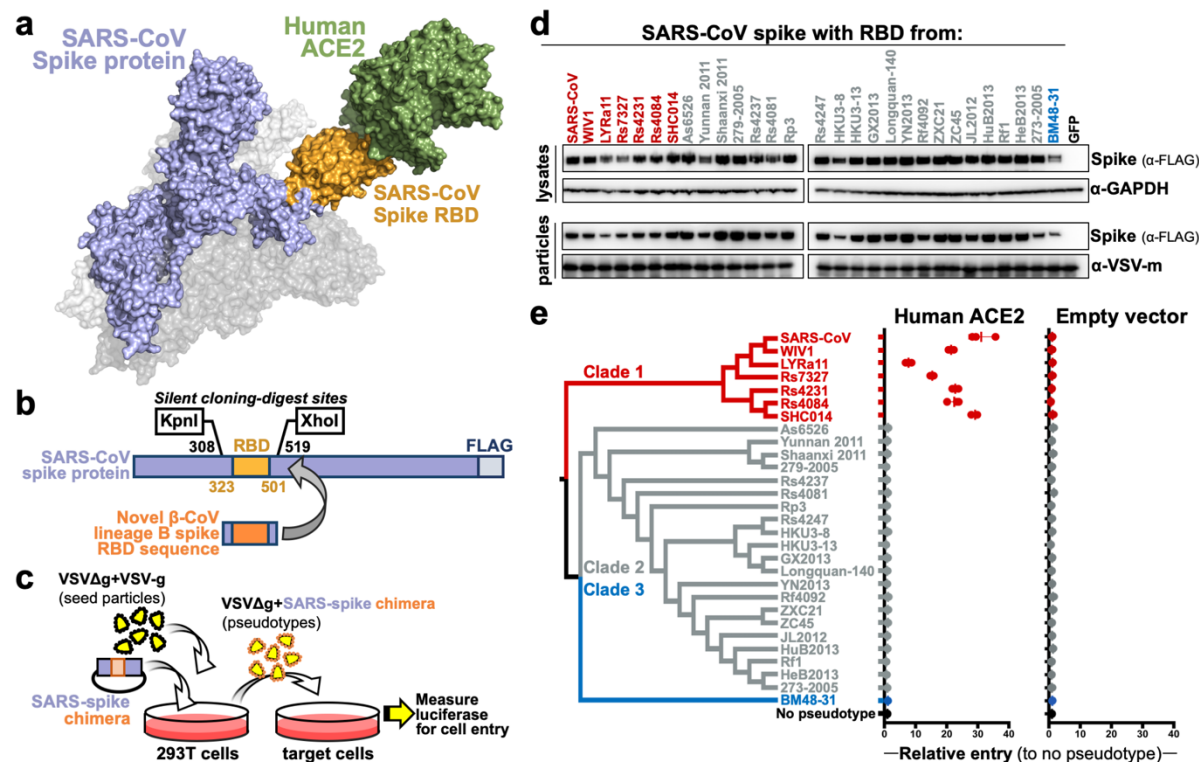 a
SARS-CoV
Spike protein
Human
ACE2
SARS-CoV
Spike RBD
b
Silent cloning-digest sites
KpnI
XhoI
308
RBD
519
FLAG
SARS-CoV
spike protein
323
501
Novel β-CoV
lineage B spike
RBD sequence
c
VSVΔg+VSV-g
(seed particles)
VSVΔg+SARS-spike chimera
(pseudotypes)
SARS-spike
chimera
293T cells
target cells
Measure
luciferase
for cell entry
d
SARS-CoV spike with RBD from:
SARS-CoV
WIV1
LYRa11
Rs7327
Rs4231
Rs4084
SHC014
As6526
Yunnan 2011
Shaanxi 2011
279-2005
Rs4237
Rs4081
Rp3
Rs4247
HKU3-8
HKU3-13
GX2013
Longquan-140
YN2013
Rf4092
ZXC21
ZC45
JL2012
HuB2013
Rf1
HeB2013
273-2005
BM48-31
GFP
lysates
Spike (α-FLAG)
α-GAPDH
particles
Spike (α-FLAG)
α-VSV-m
e
Human ACE2
Empty vector
Clade 1
Clade 2
Clade 3
SARS-CoV
WIV1
LYRa11
Rs7327
Rs4231
Rs4084
SHC014
As6526
Yunnan 2011
Shaanxi 2011
279-2005
Rs4237
Rs4081
Rp3
Rs4247
HKU3-8
HKU3-13
GX2013
Longquan-140
YN2013
Rf4092
ZXC21
ZC45
JL2012
HuB2013
Rf1
HeB2013
273-2005
BM48-31
No pseudotype
0 10 20 30 40
0 10 20 30 40
Relative entry (to no pseudotype)